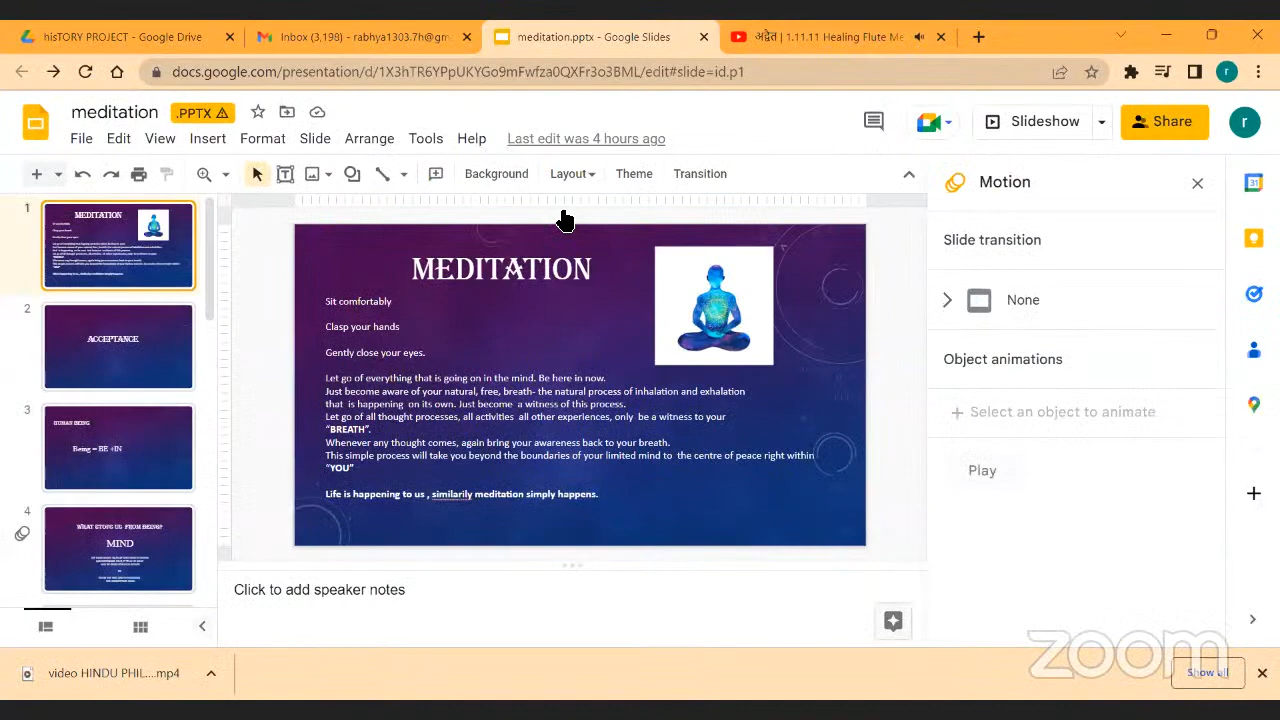 hisTORY PROJECT - Google Drive
Inbox (3,198) - rabhya1303.7h@gm
meditation.pptx - Google Slides
अद्वैत | 1.11.11 Healing Flute Me
docs.google.com/presentation/d/1X3hTR6YPpUKYGo9mFwfza0QXFr3o3BML/edit#slide=id.p1
r
meditation .PPTX
File Edit View Insert Format Slide Arrange Tools Help Last edit was 4 hours ago
Slideshow
Share
r
Background Layout Theme Transition
Motion
Slide transition
None
Object animations
+ Select an object to animate
Play
31
1
MEDITATION
2
ACCEPTANCE
3
HUMAN BEING
Being = BE +IN
4
WHAT STOPS US FROM BEING?
MIND
MEDITATION
Sit comfortably
Clasp your hands
Gently close your eyes.
Let go of everything that is going on in the mind. Be here in now.
Just become aware of your natural, free, breath- the natural process of inhalation and exhalation
that is happening on its own. Just become a witness of this process.
Let go of all thought processes, all activities all other experiences, only be a witness to your
“BREATH”.
Whenever any thought comes, again bring your awareness back to your breath.
This simple process will take you beyond the boundaries of your limited mind to the centre of peace right within
“YOU”
Life is happening to us , similarily meditation simply happens.
Click to add speaker notes
zoom
video HINDU PHIL....mp4
Show all